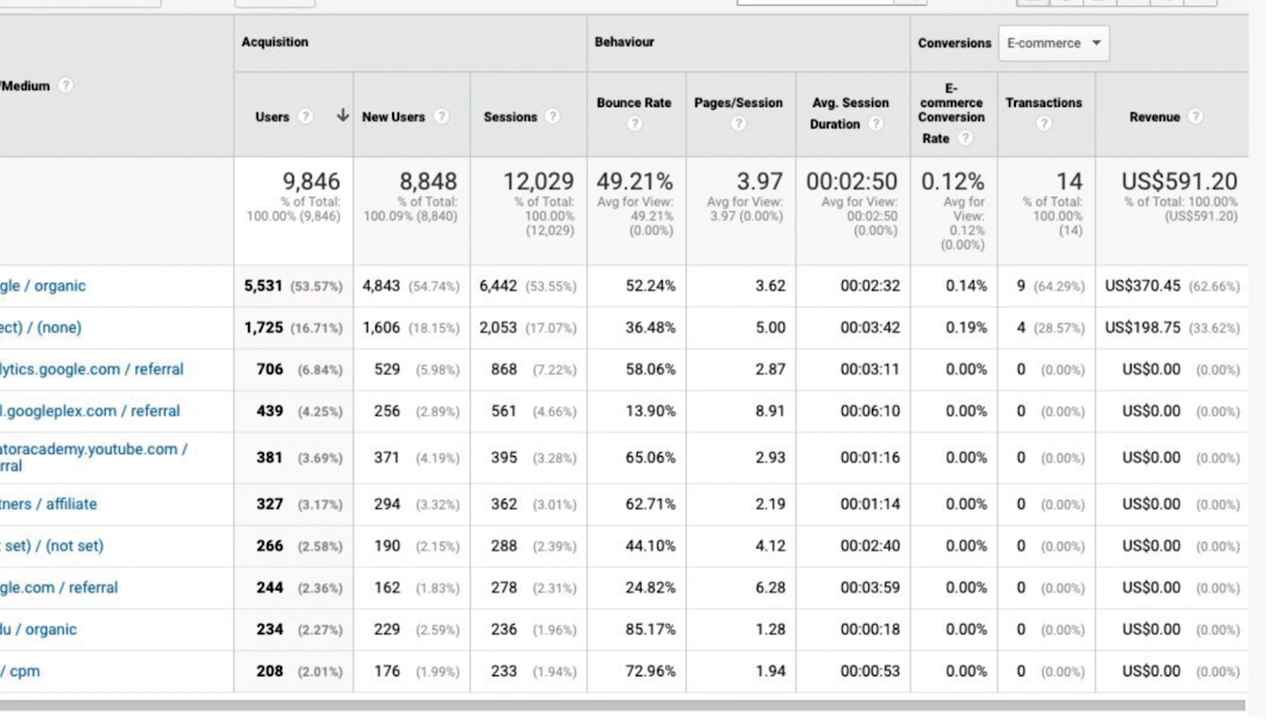 Acquisition Behaviour Conversions E-commerce
/Medium ? Users ? New Users ? Sessions ? Bounce Rate ? Pages/Session ? Avg. Session Duration ? E-commerce Conversion Rate ? Transactions ? Revenue ?
9,846 8,848 12,029 49.21% 3.97 00:02:50 0.12% 14 US$591.20
% of Total: 100.00% (9,846) % of Total: 100.09% (8,840) % of Total: 100.00% (12,029) Avg for View: 49.21% (0.00%) Avg for View: 3.97 (0.00%) Avg for View: 00:02:50 (0.00%) Avg for View: 0.12% (0.00%) % of Total: 100.00% (14) % of Total: 100.00% (US$591.20)
gle / organic 5,531 (53.57%) 4,843 (54.74%) 6,442 (53.55%) 52.24% 3.62 00:02:32 0.14% 9 (64.29%) US$370.45 (62.66%)
ect) / (none) 1,725 (16.71%) 1,606 (18.15%) 2,053 (17.07%) 36.48% 5.00 00:03:42 0.19% 4 (28.57%) US$198.75 (33.62%)
lytics.google.com / referral 706 (6.84%) 529 (5.98%) 868 (7.22%) 58.06% 2.87 00:03:11 0.00% 0 (0.00%) US$0.00 (0.00%)
l.googleplex.com / referral 439 (4.25%) 256 (2.89%) 561 (4.66%) 13.90% 8.91 00:06:10 0.00% 0 (0.00%) US$0.00 (0.00%)
atoracademy.youtube.com /
rral 381 (3.69%) 371 (4.19%) 395 (3.28%) 65.06% 2.93 00:01:16 0.00% 0 (0.00%) US$0.00 (0.00%)
tners / affiliate 327 (3.17%) 294 (3.32%) 362 (3.01%) 62.71% 2.19 00:01:14 0.00% 0 (0.00%) US$0.00 (0.00%)
t set) / (not set) 266 (2.58%) 190 (2.15%) 288 (2.39%) 44.10% 4.12 00:02:40 0.00% 0 (0.00%) US$0.00 (0.00%)
gle.com / referral 244 (2.36%) 162 (1.83%) 278 (2.31%) 24.82% 6.28 00:03:59 0.00% 0 (0.00%) US$0.00 (0.00%)
du / organic 234 (2.27%) 229 (2.59%) 236 (1.96%) 85.17% 1.28 00:00:18 0.00% 0 (0.00%) US$0.00 (0.00%)
/ cpm 208 (2.01%) 176 (1.99%) 233 (1.94%) 72.96% 1.94 00:00:53 0.00% 0 (0.00%) US$0.00 (0.00%)